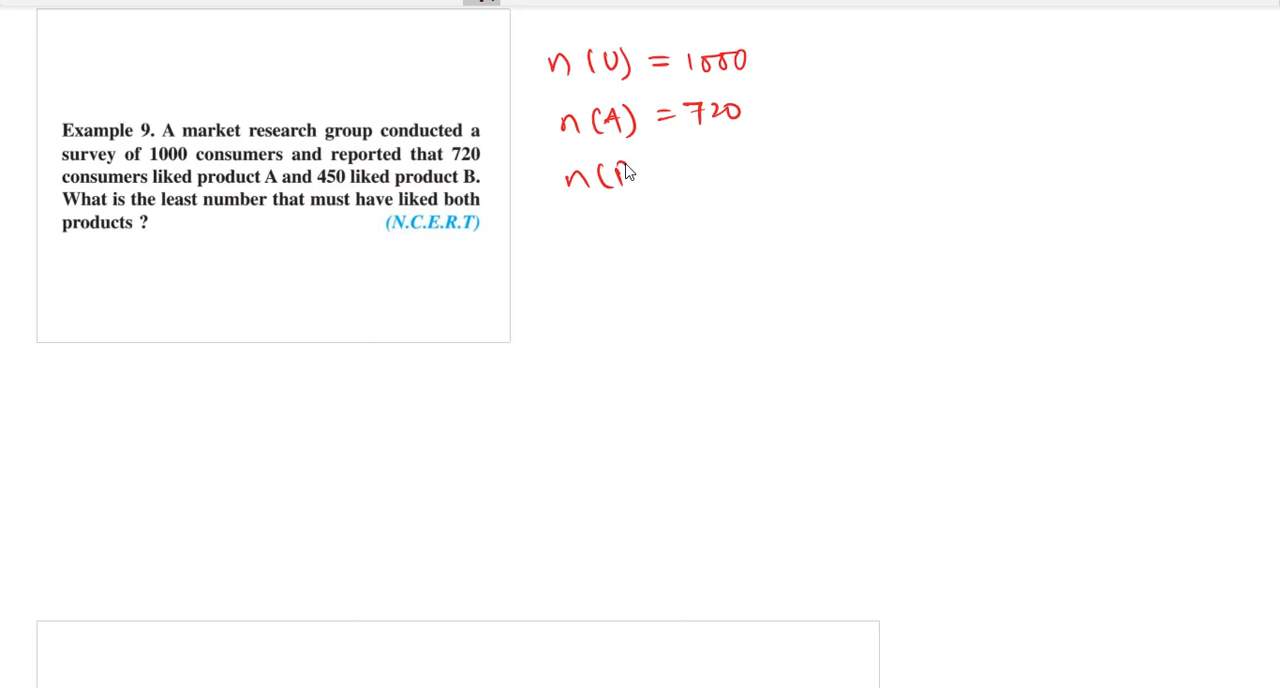 Example 9. A market research group conducted a
survey of 1000 consumers and reported that 720
consumers liked product A and 450 liked product B.
What is the least number that must have liked both
products ? (N.C.E.R.T)
n (U) = 1000
n (A) = 720
n (